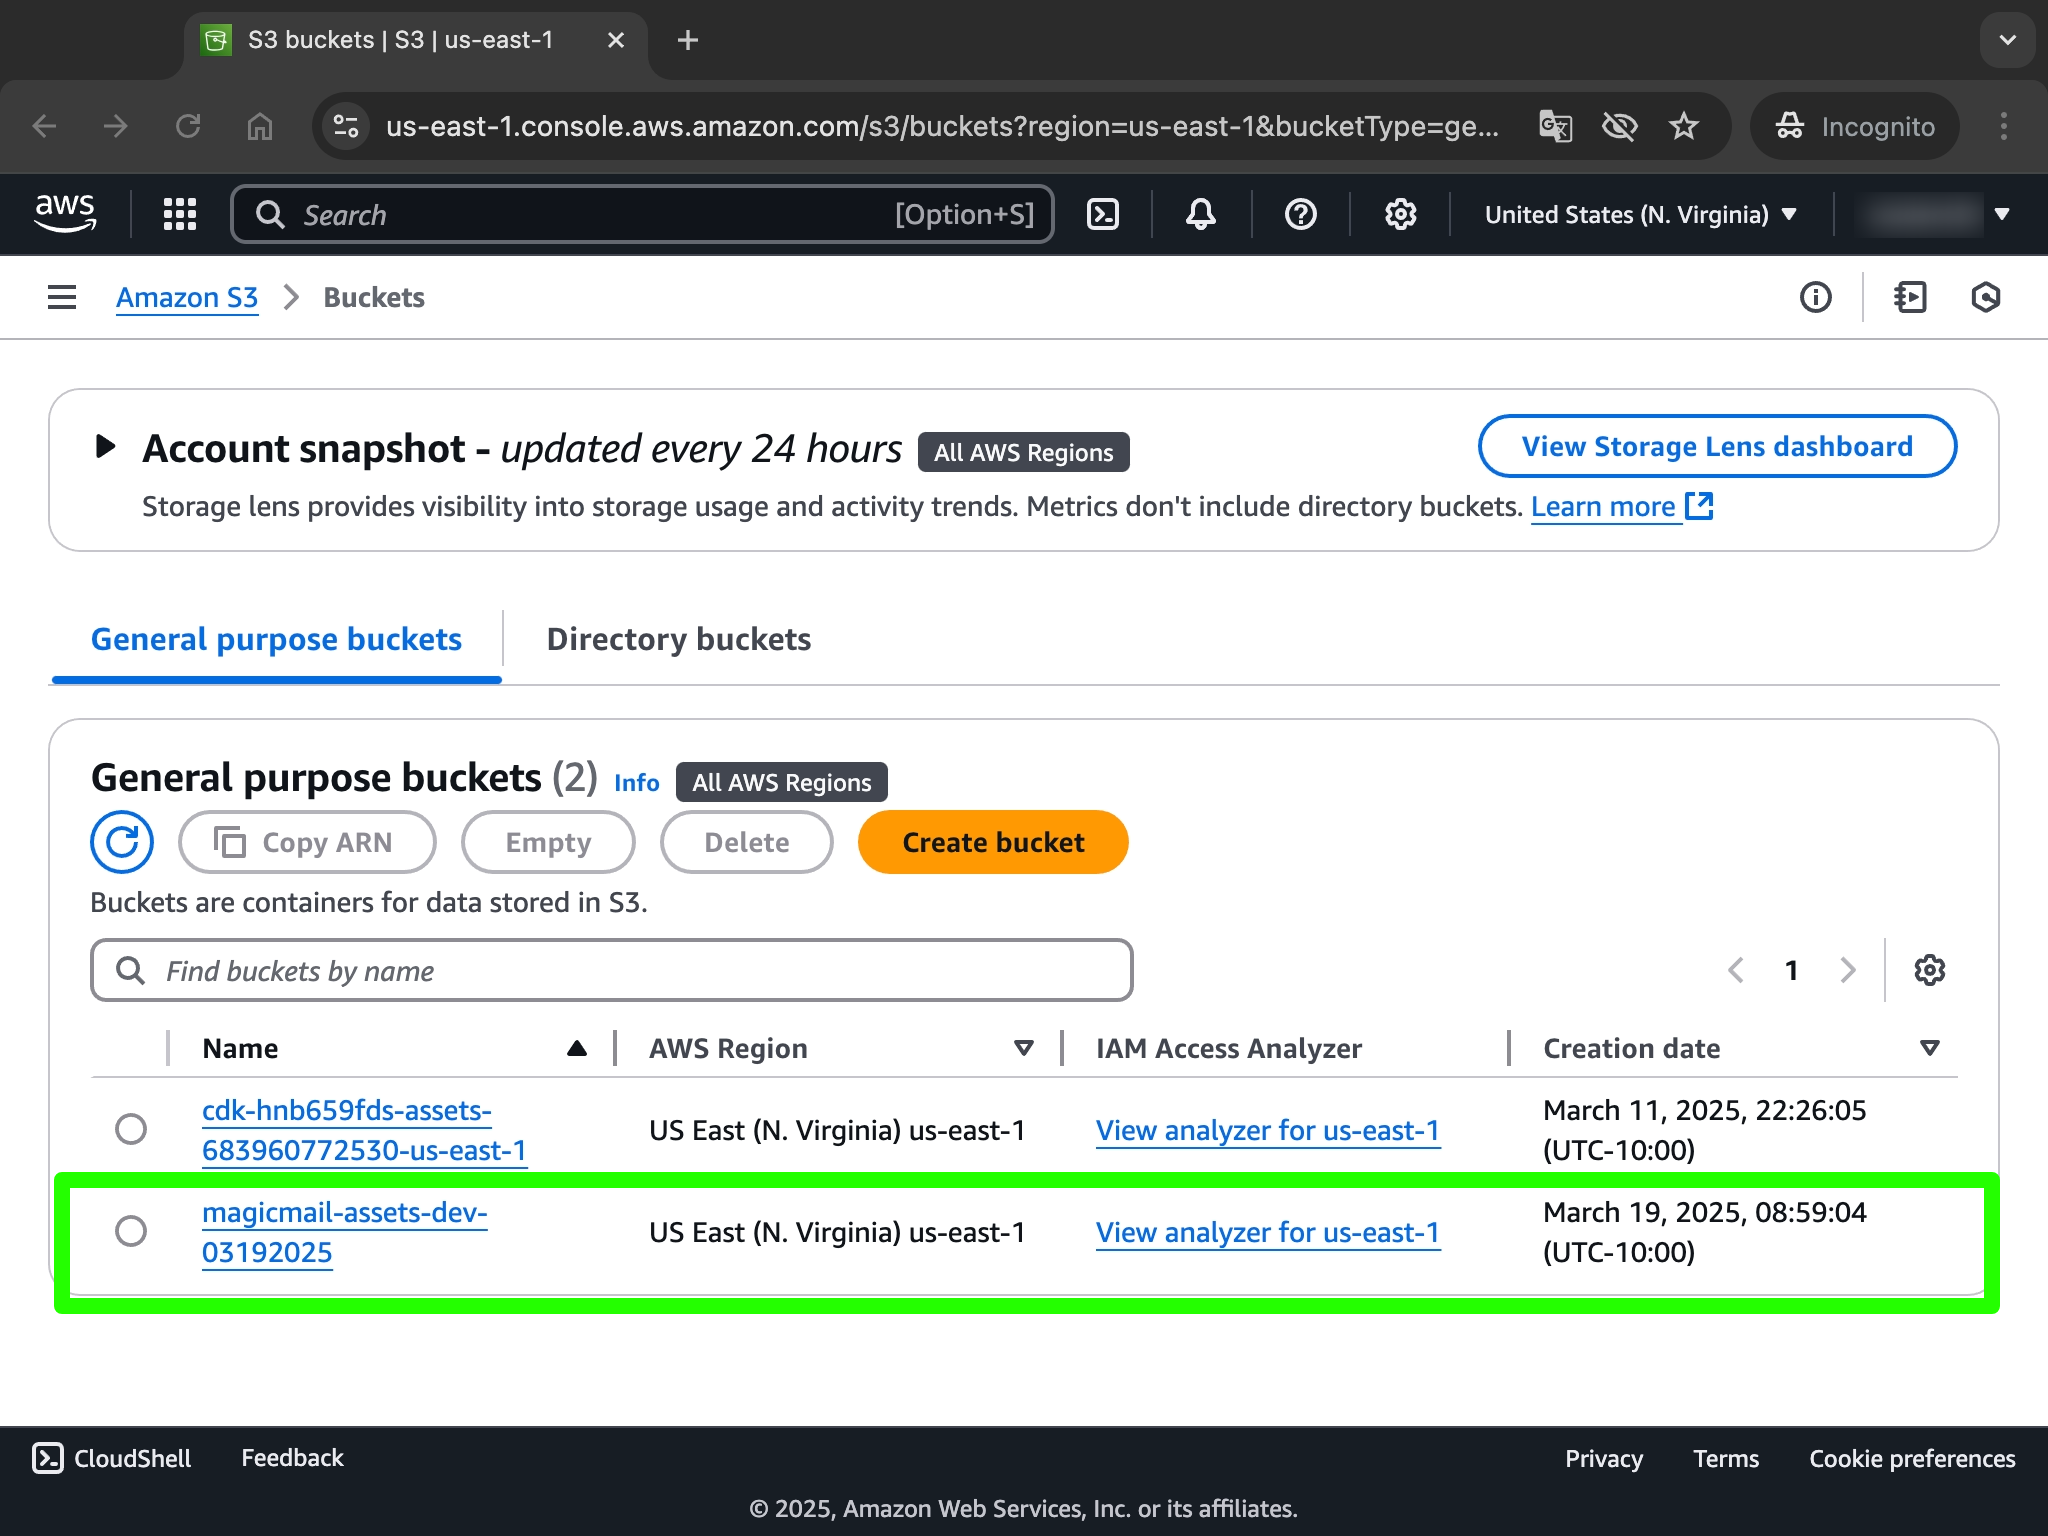 S3 buckets | S3 | us-east-1
us-east-1.console.aws.amazon.com/s3/buckets?region=us-east-1&bucketType=ge...
Incognito
aws
Search
[Option+S]
United States (N. Virginia)
Amazon S3
Buckets
Account snapshot - updated every 24 hours
All AWS Regions
View Storage Lens dashboard
Storage lens provides visibility into storage usage and activity trends. Metrics don't include directory buckets. Learn more
General purpose buckets
Directory buckets
General purpose buckets (2) Info
All AWS Regions
Copy ARN
Empty
Delete
Create bucket
Buckets are containers for data stored in S3.
Find buckets by name
1
Name
AWS Region
IAM Access Analyzer
Creation date
cdk-hnb659fds-assets-
683960772530-us-east-1
US East (N. Virginia) us-east-1
View analyzer for us-east-1
March 11, 2025, 22:26:05
(UTC-10:00)
magicmail-assets-dev-
03192025
US East (N. Virginia) us-east-1
View analyzer for us-east-1
March 19, 2025, 08:59:04
(UTC-10:00)
CloudShell
Feedback
Privacy
Terms
Cookie preferences
© 2025, Amazon Web Services, Inc. or its affiliates.